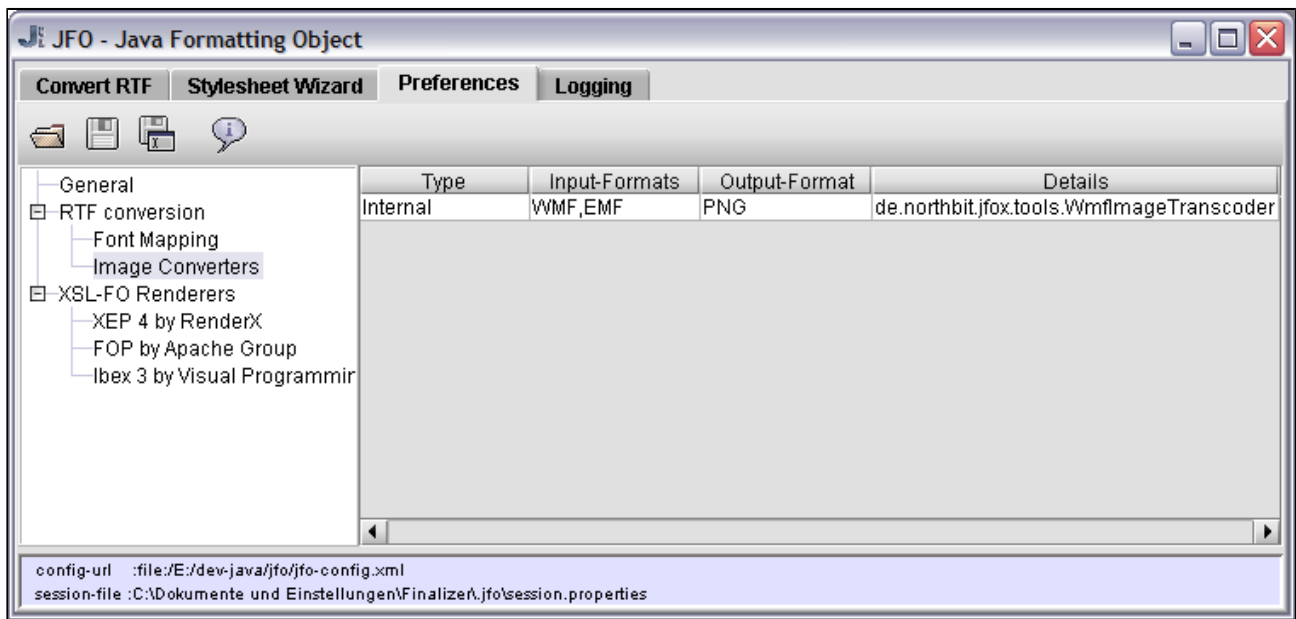 JFO - Java Formatting Object
Convert RTF Stylesheet Wizard Preferences Logging
General
RTF conversion
Font Mapping
Image Converters
XSL-FO Renderers
XEP 4 by RenderX
FOP by Apache Group
Ibex 3 by Visual Programmin
Type Input-Formats Output-Format Details
Internal WMF,EMF PNG de.northbit.jfox.tools.WmfImageTranscoder
config-url :file:/E:/dev-java/jfo/jfo-config.xml
session-file :C:\Dokumente und Einstellungen\Finalizer\.jfo\session.properties